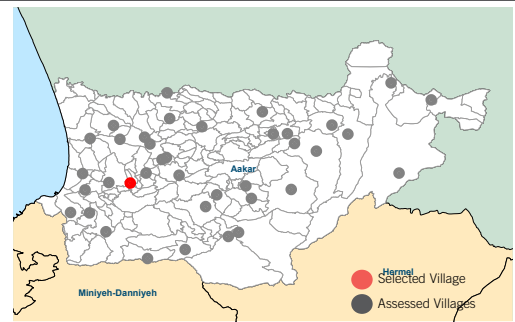 Aakar
Hermel
Selected Village
Miniyeh-Danniyeh
Assessed Villages